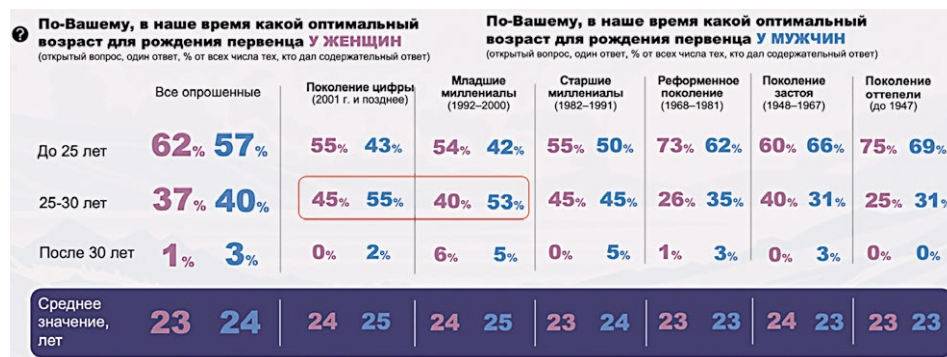 ? По-Вашему, в наше время какой оптимальный
возраст для рождения первенца У ЖЕНЩИН
(открытый вопрос, один ответ, % от всех числа тех, кто дал содержательный ответ)
По-Вашему, в наше время какой оптимальный
возраст для рождения первенца У МУЖЧИН
(открытый вопрос, один ответ, % от всех числа тех, кто дал содержательный ответ)
Все опрошенные
Поколение цифры
(2001 г. и позднее)
Младшие
миллениалы
(1992–2000)
Старшие
миллениалы
(1982–1991)
Реформенное
поколение
(1968–1981)
Поколение
застоя
(1948–1967)
Поколение
оттепели
(до 1947)
До 25 лет 62% 57% 55% 43% 54% 42% 55% 50% 73% 62% 60% 66% 75% 69%
25-30 лет 37% 40% 45% 55% 40% 53% 45% 45% 26% 35% 40% 31% 25% 31%
После 30 лет 1% 3% 0% 2% 6% 5% 0% 5% 1% 3% 0% 3% 0% 0%
Среднее
значение, 23 24 24 25 24 25 23 24 23 23 24 23 23 23
лет